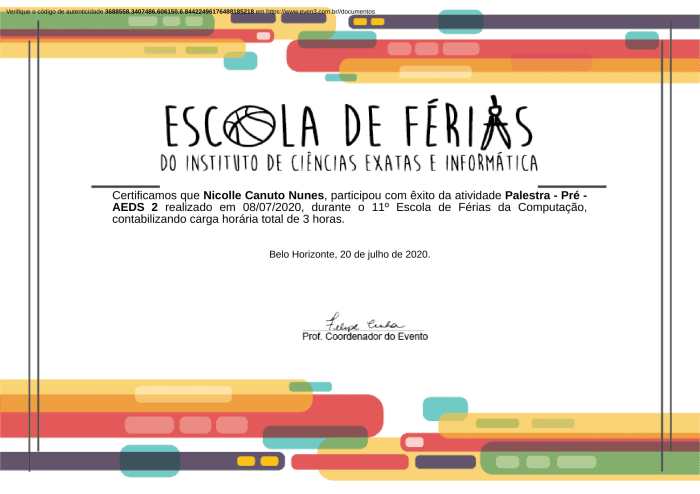 Verifique o código de autenticidade 3688558.3407486.606150.6.84422496176488185218 em https://www.even3.com.br//documentos
ESCOLA DE FÉRIAS
DO INSTITUTO DE CIÊNCIAS EXATAS E INFORMÁTICA
Certificamos que Nicolle Canuto Nunes, participou com êxito da atividade Palestra - Pré -
AEDS 2 realizado em 08/07/2020, durante o 11º Escola de Férias da Computação,
contabilizando carga horária total de 3 horas.
Belo Horizonte, 20 de julho de 2020.
Felipe Cunha
Prof. Coordenador do Evento